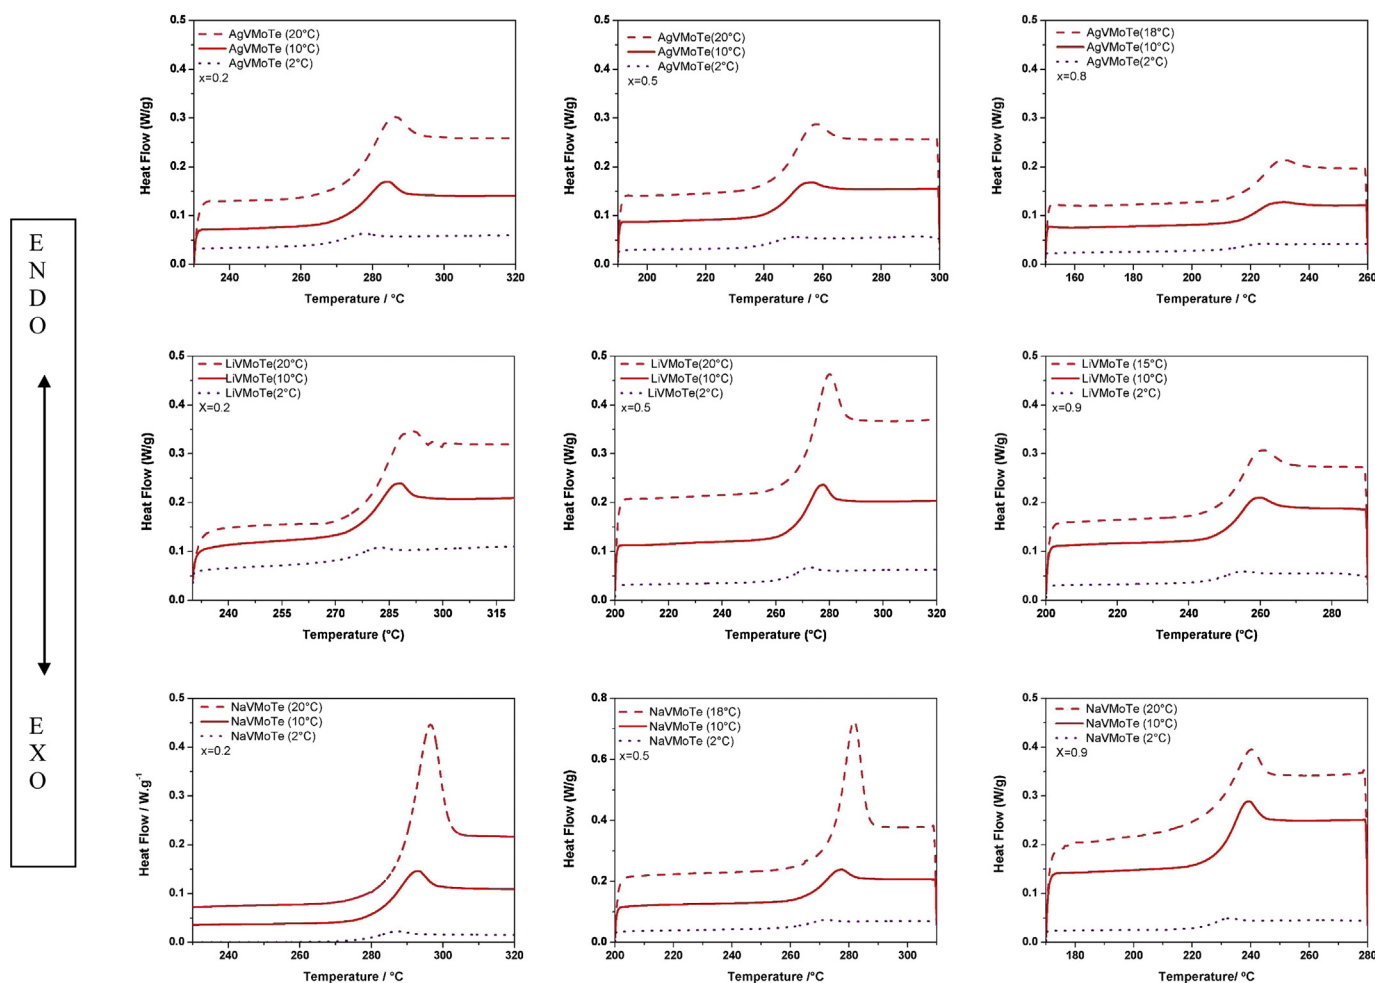 E
N
D
O
E
X
O
AgVMoTe (20°C)
AgVMoTe (10°C)
AgVMoTe (2°C)
x=0.2
Heat Flow (W/g)
0.5
0.4
0.3
0.2
0.1
0.0
240 260 280 300 320
Temperature / °C
AgVMoTe(20°C)
AgVMoTe(10°C)
AgVMoTe(2°C)
x=0.5
Heat Flow (W/g)
0.5
0.4
0.3
0.2
0.1
0.0
200 220 240 260 280 300
Temperature / °C
AgVMoTe(18°C)
AgVMoTe(10°C)
AgVMoTe(2°C)
x=0.8
Heat Flow (W/g)
0.5
0.4
0.3
0.2
0.1
0.0
160 180 200 220 240 260
Temperature / °C
LiVMoTe(20°C)
LiVMoTe(10°C)
LiVMoTe(2°C)
X=0.2
Heat Flow (W/g)
0.5
0.4
0.3
0.2
0.1
0.0
240 255 270 285 300 315
Temperature (ºC)
LiVMoTe(20°C)
LiVMoTe(10°C)
LiVMoTe(2°C)
x=0.5
Heat Flow (W/g)
0.5
0.4
0.3
0.2
0.1
0.0
200 220 240 260 280 300 320
Temperature (ºC)
LiVMoTe (15°C)
LiVMoTe (10°C)
LiVMoTe (2°C)
x=0.9
Heat Flow (W/g)
0.5
0.4
0.3
0.2
0.1
0.0
200 220 240 260 280
Temperature (ºC)
NaVMoTe (20°C)
NaVMoTe (10°C)
NaVMoTe (2°C)
x=0.2
Heat Flow / W.g-1
0.5
0.4
0.3
0.2
0.1
0.0
240 260 280 300 320
Temperature / °C
NaVMoTe (18°C)
NaVMoTe (10°C)
NaVMoTe (2°C)
x=0.5
Heat Flow (W/g)
0.8
0.6
0.4
0.2
0.0
200 220 240 260 280 300
Temperature / ºC
NaVMoTe (20°C)
NaVMoTe (10°C)
NaVMoTe (2°C)
X=0.9
Heat Flow (W/g)
0.5
0.4
0.3
0.2
0.1
0.0
180 200 220 240 260 280
Temperature/ ºC